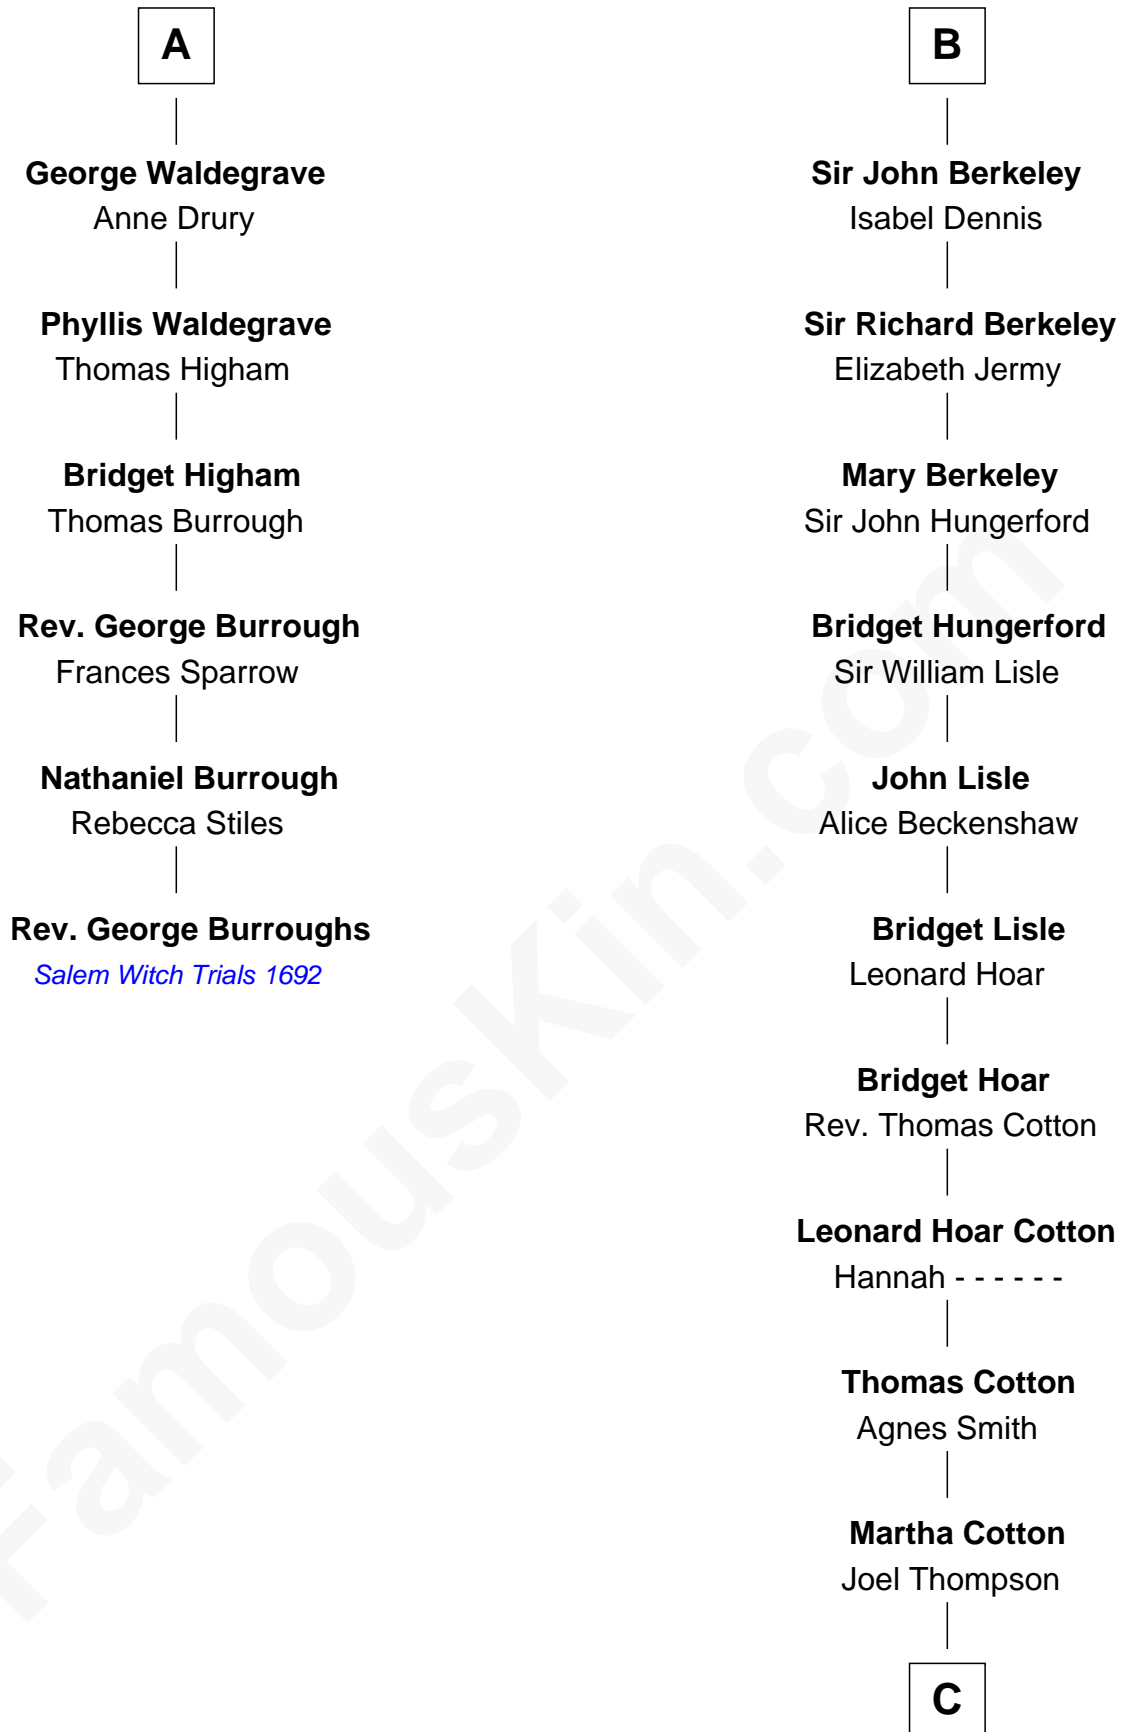 A
George Waldegrave
Anne Drury
Phyllis Waldegrave
Thomas Higham
Bridget Higham
Thomas Burrough
Rev. George Burrough
Frances Sparrow
Nathaniel Burrough
Rebecca Stiles
Rev. George Burroughs
Salem Witch Trials 1692
B
Sir John Berkeley
Isabel Dennis
Sir Richard Berkeley
Elizabeth Jermy
Mary Berkeley
Sir John Hungerford
Bridget Hungerford
Sir William Lisle
John Lisle
Alice Beckenshaw
Bridget Lisle
Leonard Hoar
Bridget Hoar
Rev. Thomas Cotton
Leonard Hoar Cotton
Hannah - - - - - -
Thomas Cotton
Agnes Smith
Martha Cotton
Joel Thompson
C
FamousKin.com